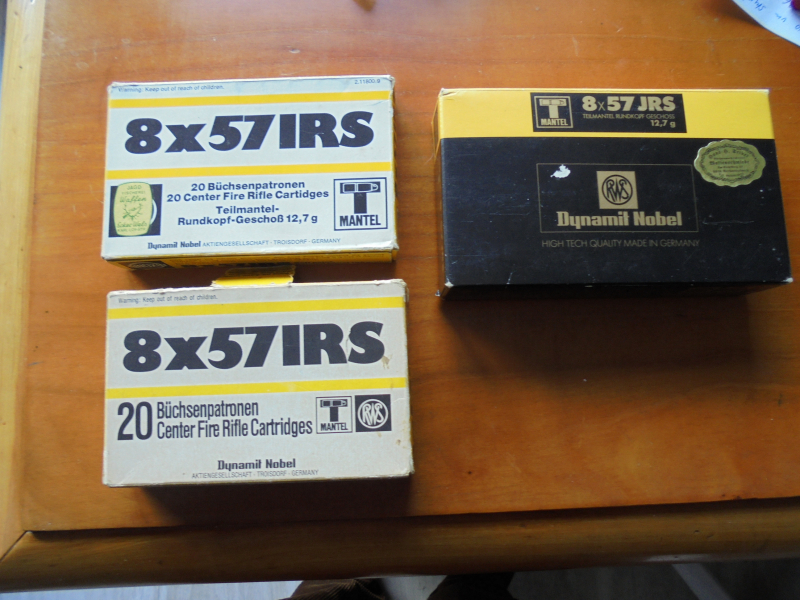 Warning: Keep out of reach of children.
8x57IRS
20 Büchsenpatronen
20 Center Fire Rifle Cartidges
Teilmantel-
Rundkopf-Geschoß 12,7 g
T
MANTEL
Waffen
Dynamit Nobel AKTIENGESELLSCHAFT · TROISDORF · GERMANY
Warning: Keep out of reach of children.
8x57IRS
20 Büchsenpatronen
Center Fire Rifle Cartridges
T
MANTEL
RWS
Dynamit Nobel
AKTIENGESELLSCHAFT · TROISDORF · GERMANY
T
MANTEL
8x57 JRS
TEILMANTEL RUNDKOPF GESCHOSS
12,7 g
RWS
Dynamit Nobel
HIGH TECH QUALITY MADE IN GERMANY